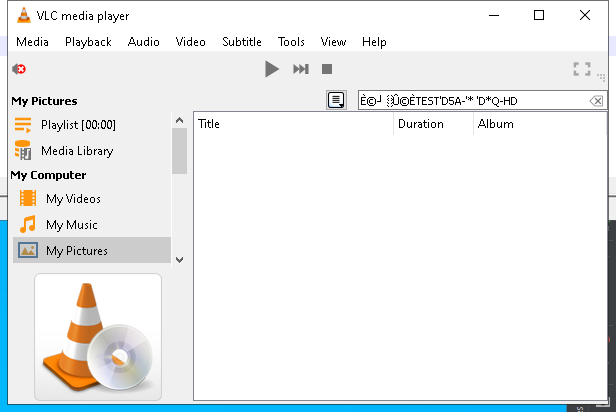 VLC media player
Media Playback Audio Video Subtitle Tools View Help
My Pictures
È©┘ ░Û©ÈTEST'D5A-'* 'D*Q-HD
Playlist [00:00]
Title Duration Album
Media Library
My Computer
My Videos
My Music
My Pictures